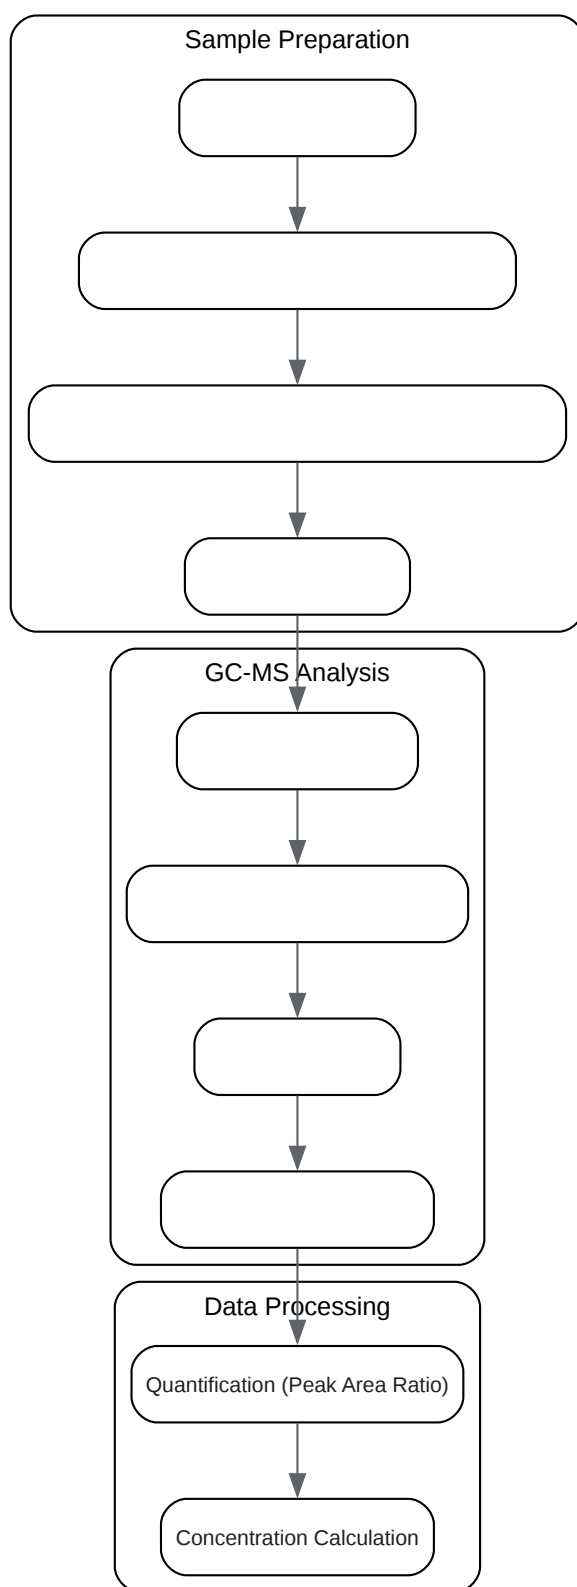 Sample Preparation
GC-MS Analysis
Data Processing
Quantification (Peak Area Ratio)
Concentration Calculation